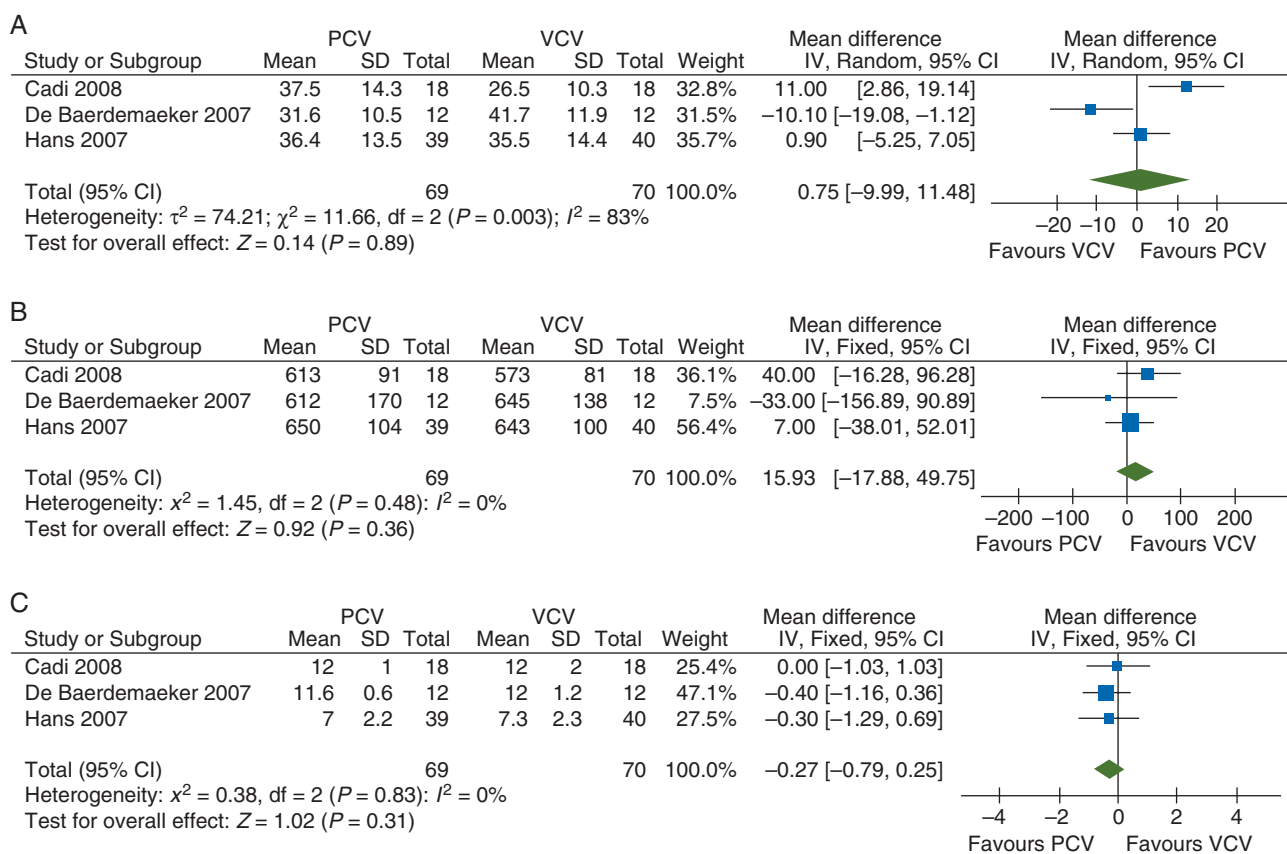 A
PCV VCV Mean difference Mean difference
Study or Subgroup Mean SD Total Mean SD Total Weight IV, Random, 95% CI IV, Random, 95% CI
Cadi 2008 37.5 14.3 18 26.5 10.3 18 32.8% 11.00 [2.86, 19.14]
De Baerdemaeker 2007 31.6 10.5 12 41.7 11.9 12 31.5% −10.10 [−19.08, −1.12]
Hans 2007 36.4 13.5 39 35.5 14.4 40 35.7% 0.90 [−5.25, 7.05]
Total (95% CI) 69 70 100.0% 0.75 [−9.99, 11.48]
Heterogeneity: τ² = 74.21; χ² = 11.66, df = 2 (P = 0.003); I² = 83%
Test for overall effect: Z = 0.14 (P = 0.89)
−20 −10 0 10 20
Favours VCV Favours PCV
B
PCV VCV Mean difference Mean difference
Study or Subgroup Mean SD Total Mean SD Total Weight IV, Fixed, 95% CI IV, Fixed, 95% CI
Cadi 2008 613 91 18 573 81 18 36.1% 40.00 [−16.28, 96.28]
De Baerdemaeker 2007 612 170 12 645 138 12 7.5% −33.00 [−156.89, 90.89]
Hans 2007 650 104 39 643 100 40 56.4% 7.00 [−38.01, 52.01]
Total (95% CI) 69 70 100.0% 15.93 [−17.88, 49.75]
Heterogeneity: x² = 1.45, df = 2 (P = 0.48): I² = 0%
Test for overall effect: Z = 0.92 (P = 0.36)
−200 −100 0 100 200
Favours PCV Favours VCV
C
PCV VCV Mean difference Mean difference
Study or Subgroup Mean SD Total Mean SD Total Weight IV, Fixed, 95% CI IV, Fixed, 95% CI
Cadi 2008 12 1 18 12 2 18 25.4% 0.00 [−1.03, 1.03]
De Baerdemaeker 2007 11.6 0.6 12 12 1.2 12 47.1% −0.40 [−1.16, 0.36]
Hans 2007 7 2.2 39 7.3 2.3 40 27.5% −0.30 [−1.29, 0.69]
Total (95% CI) 69 70 100.0% −0.27 [−0.79, 0.25]
Heterogeneity: x² = 0.38, df = 2 (P = 0.83): I² = 0%
Test for overall effect: Z = 1.02 (P = 0.31)
−4 −2 0 2 4
Favours PCV Favours VCV